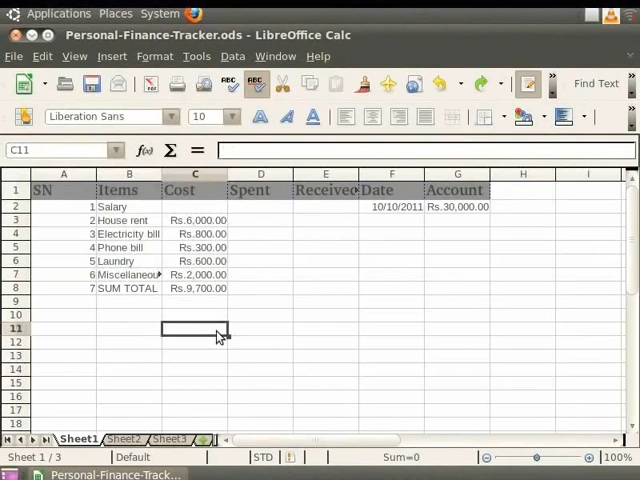 Applications Places System
Personal-Finance-Tracker.ods - LibreOffice Calc
File Edit View Insert Format Tools Data Window Help
ABC ABC Find Text
Liberation Sans 10 A A A
C11 f(x) Σ =
A B C D E F G H I
1 SN Items Cost Spent Received Date Account
2 1 Salary 10/10/2011 Rs.30,000.00
3 2 House rent Rs.6,000.00
4 3 Electricity bill Rs.800.00
5 4 Phone bill Rs.300.00
6 5 Laundry Rs.600.00
7 6 Miscellaneou Rs.2,000.00
8 7 SUM TOTAL Rs.9,700.00
9
10
11
12
13
14
15
16
17
18
Sheet1 Sheet2 Sheet3
Sheet 1 / 3 Default STD Sum=0 100%
Personal-Finance-Track...